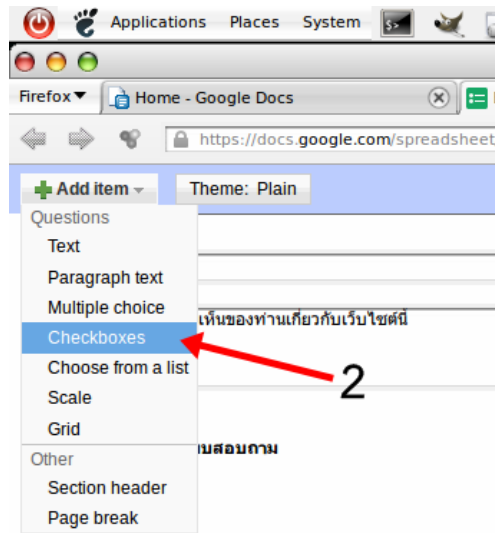 Applications Places System
Firefox Home - Google Docs
https://docs.google.com/spreadsheet
Add item Theme: Plain
Questions
Text
Paragraph text
Multiple choice
เห็นของท่านเกี่ยวกับเว็บไซต์นี้
Checkboxes
Choose from a list
2
Scale
Grid
บสอบถาม
Other
Section header
Page break